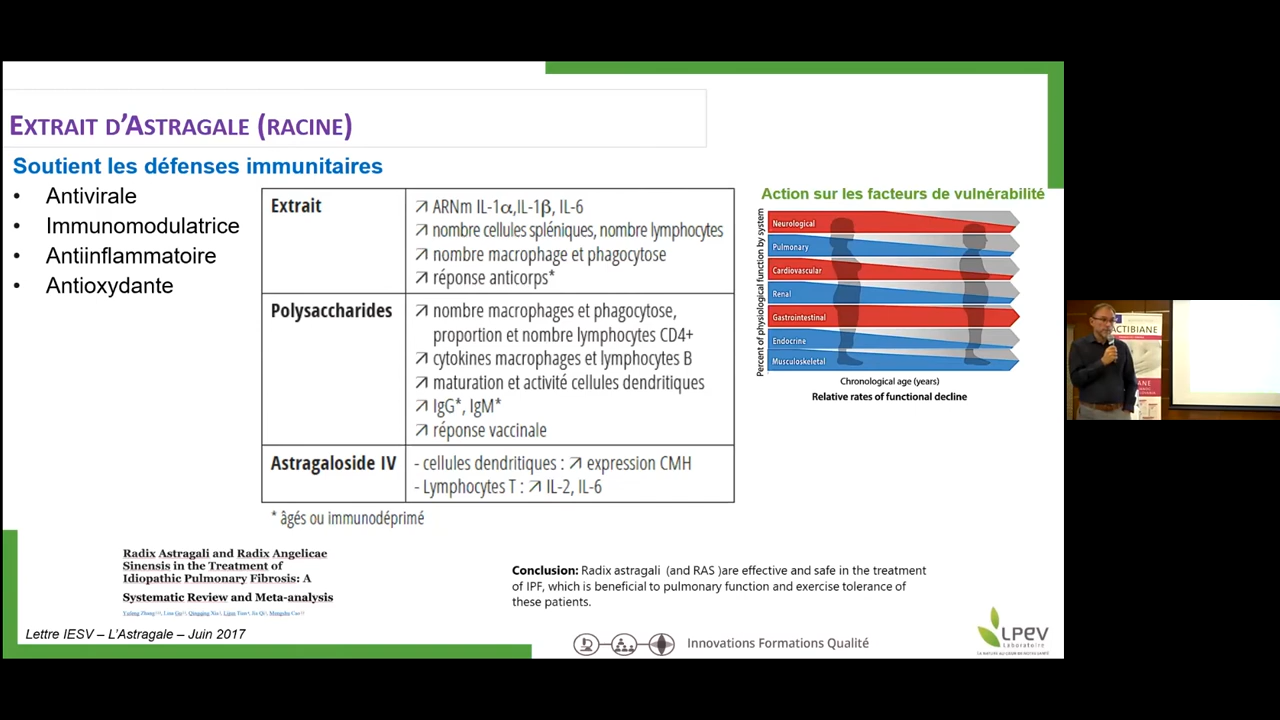 EXTRAIT D'ASTRAGALE (RACINE)
Soutient les défenses immunitaires
• Antivirale
• Immunomodulatrice
• Antiinflammatoire
• Antioxydante
Extrait
↗ ARNm IL-1α,IL-1β, IL-6
↗ nombre cellules spléniques, nombre lymphocytes
↗ nombre macrophage et phagocytose
↗ réponse anticorps*
Polysaccharides
↗ nombre macrophages et phagocytose,
proportion et nombre lymphocytes CD4+
↗ cytokines macrophages et lymphocytes B
↗ maturation et activité cellules dendritiques
↗ IgG*, IgM*
↗ réponse vaccinale
Astragaloside IV
- cellules dendritiques : ↗ expression CMH
- Lymphocytes T : ↗ IL-2, IL-6
* âgés ou immunodéprimé
Action sur les facteurs de vulnérabilité
Percent of physiological function by system
Neurological
Pulmonary
Cardiovascular
Renal
Gastrointestinal
Endocrine
Musculoskeletal
Chronological age (years)
Relative rates of functional decline
Radix Astragali and Radix Angelicae
Sinensis in the Treatment of
Idiopathic Pulmonary Fibrosis: A
Systematic Review and Meta-analysis
Conclusion: Radix astragali (and RAS )are effective and safe in the treatment
of IPF, which is beneficial to pulmonary function and exercise tolerance of
these patients.
Lettre IESV – L'Astragale – Juin 2017
Innovations Formations Qualité
LPEV
Laboratoire
ACTIBIANE